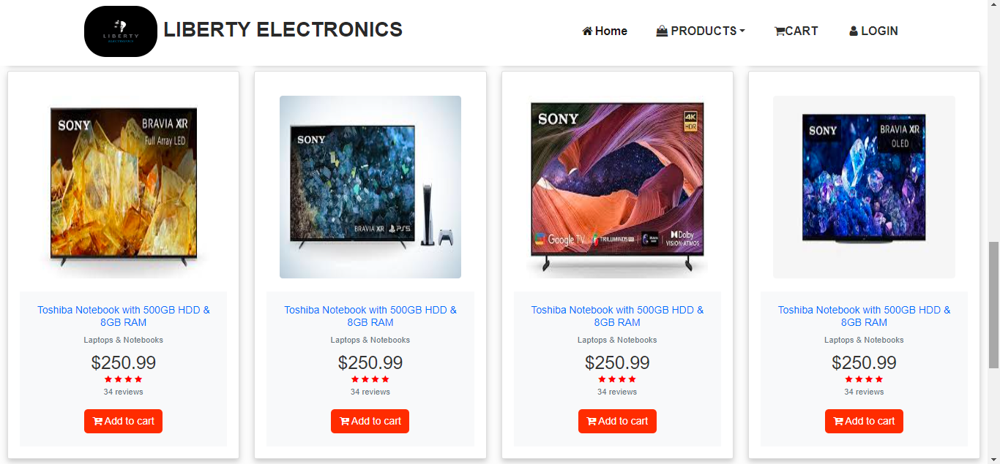 LIBERTY
ELECTRONICS
LIBERTY ELECTRONICS
Home
PRODUCTS
CART
LOGIN
SONY
BRAVIA XR
Full Array LED
SONY
BRAVIA XR PS5
SONY
4K
HDR
Google TV TRILUMINOS PRO Dolby
VISION·ATMOS
SONY
BRAVIA XR
OLED
Toshiba Notebook with 500GB HDD &
8GB RAM
Laptops & Notebooks
$250.99
34 reviews
Add to cart
Toshiba Notebook with 500GB HDD &
8GB RAM
Laptops & Notebooks
$250.99
34 reviews
Add to cart
Toshiba Notebook with 500GB HDD &
8GB RAM
Laptops & Notebooks
$250.99
34 reviews
Add to cart
Toshiba Notebook with 500GB HDD &
8GB RAM
Laptops & Notebooks
$250.99
34 reviews
Add to cart